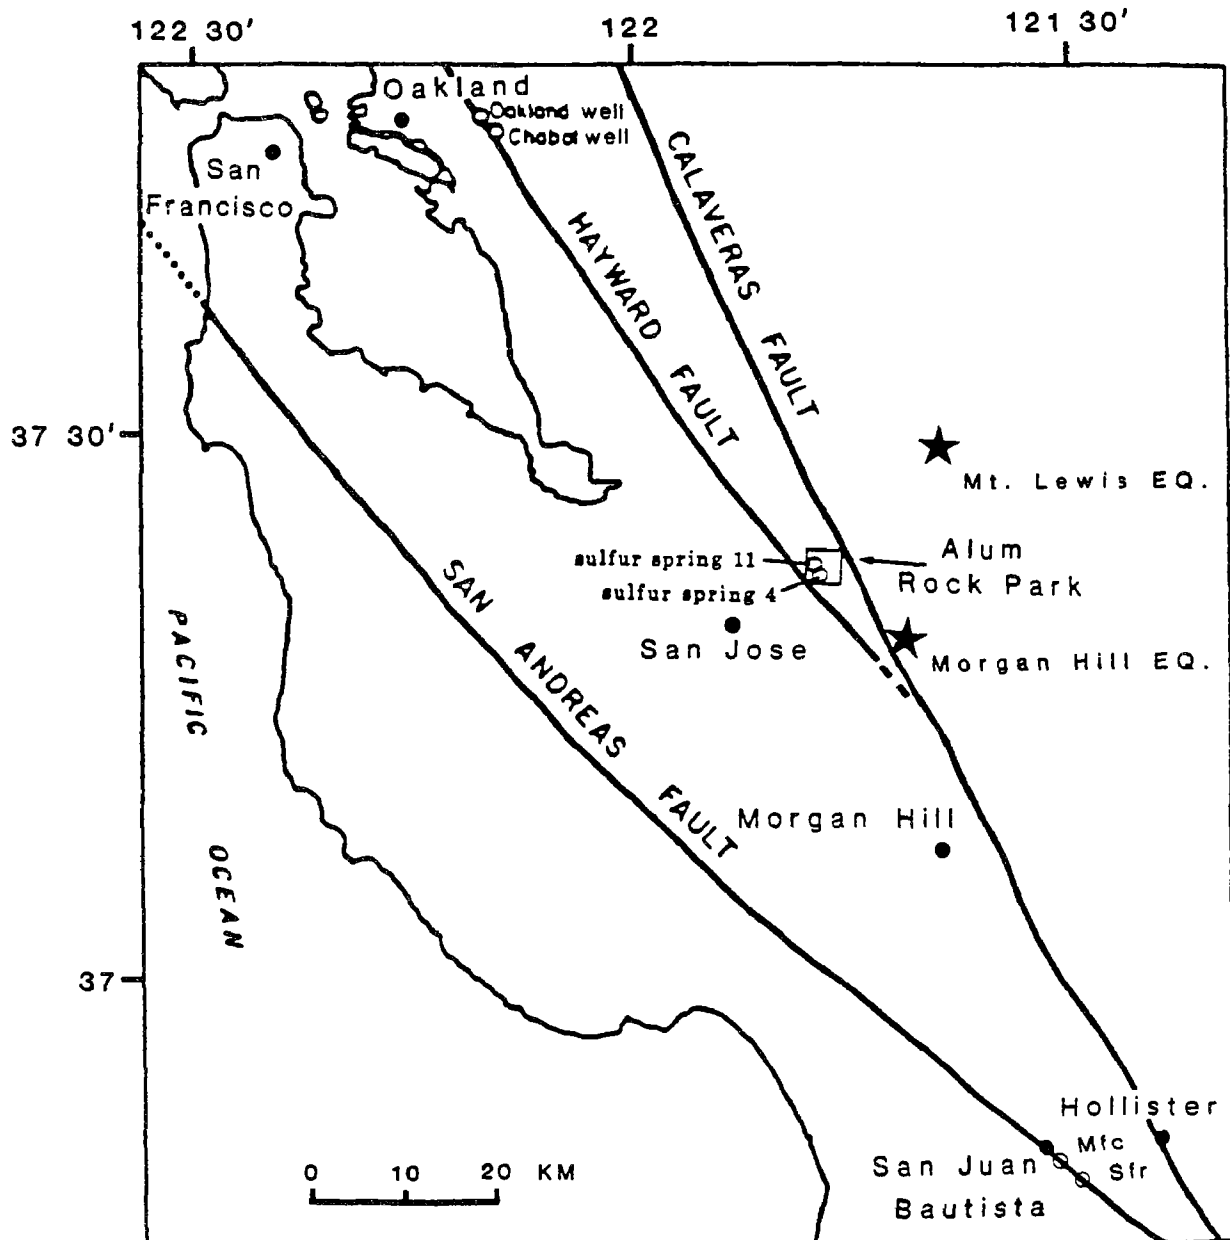 122 30'
122
121 30'
Oakland
Oakland well
Chabot well
San
Francisco
CALAVERAS FAULT
HAYWARD FAULT
37 30'
Mt. Lewis EQ.
sulfur spring 11
sulfur spring 4
Alum
Rock Park
San Jose
Morgan Hill EQ.
SAN ANDREAS FAULT
PACIFIC
OCEAN
Morgan Hill
37
Hollister
Mfc
Sfr
San Juan
Bautista
0 10 20 KM